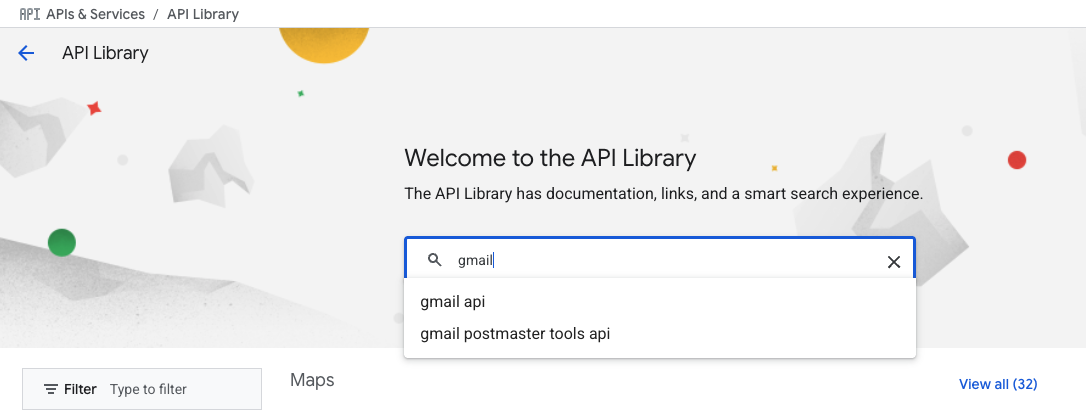 API APIs & Services / API Library
API Library
Welcome to the API Library
The API Library has documentation, links, and a smart search experience.
gmail
gmail api
gmail postmaster tools api
Filter Type to filter
Maps
View all (32)